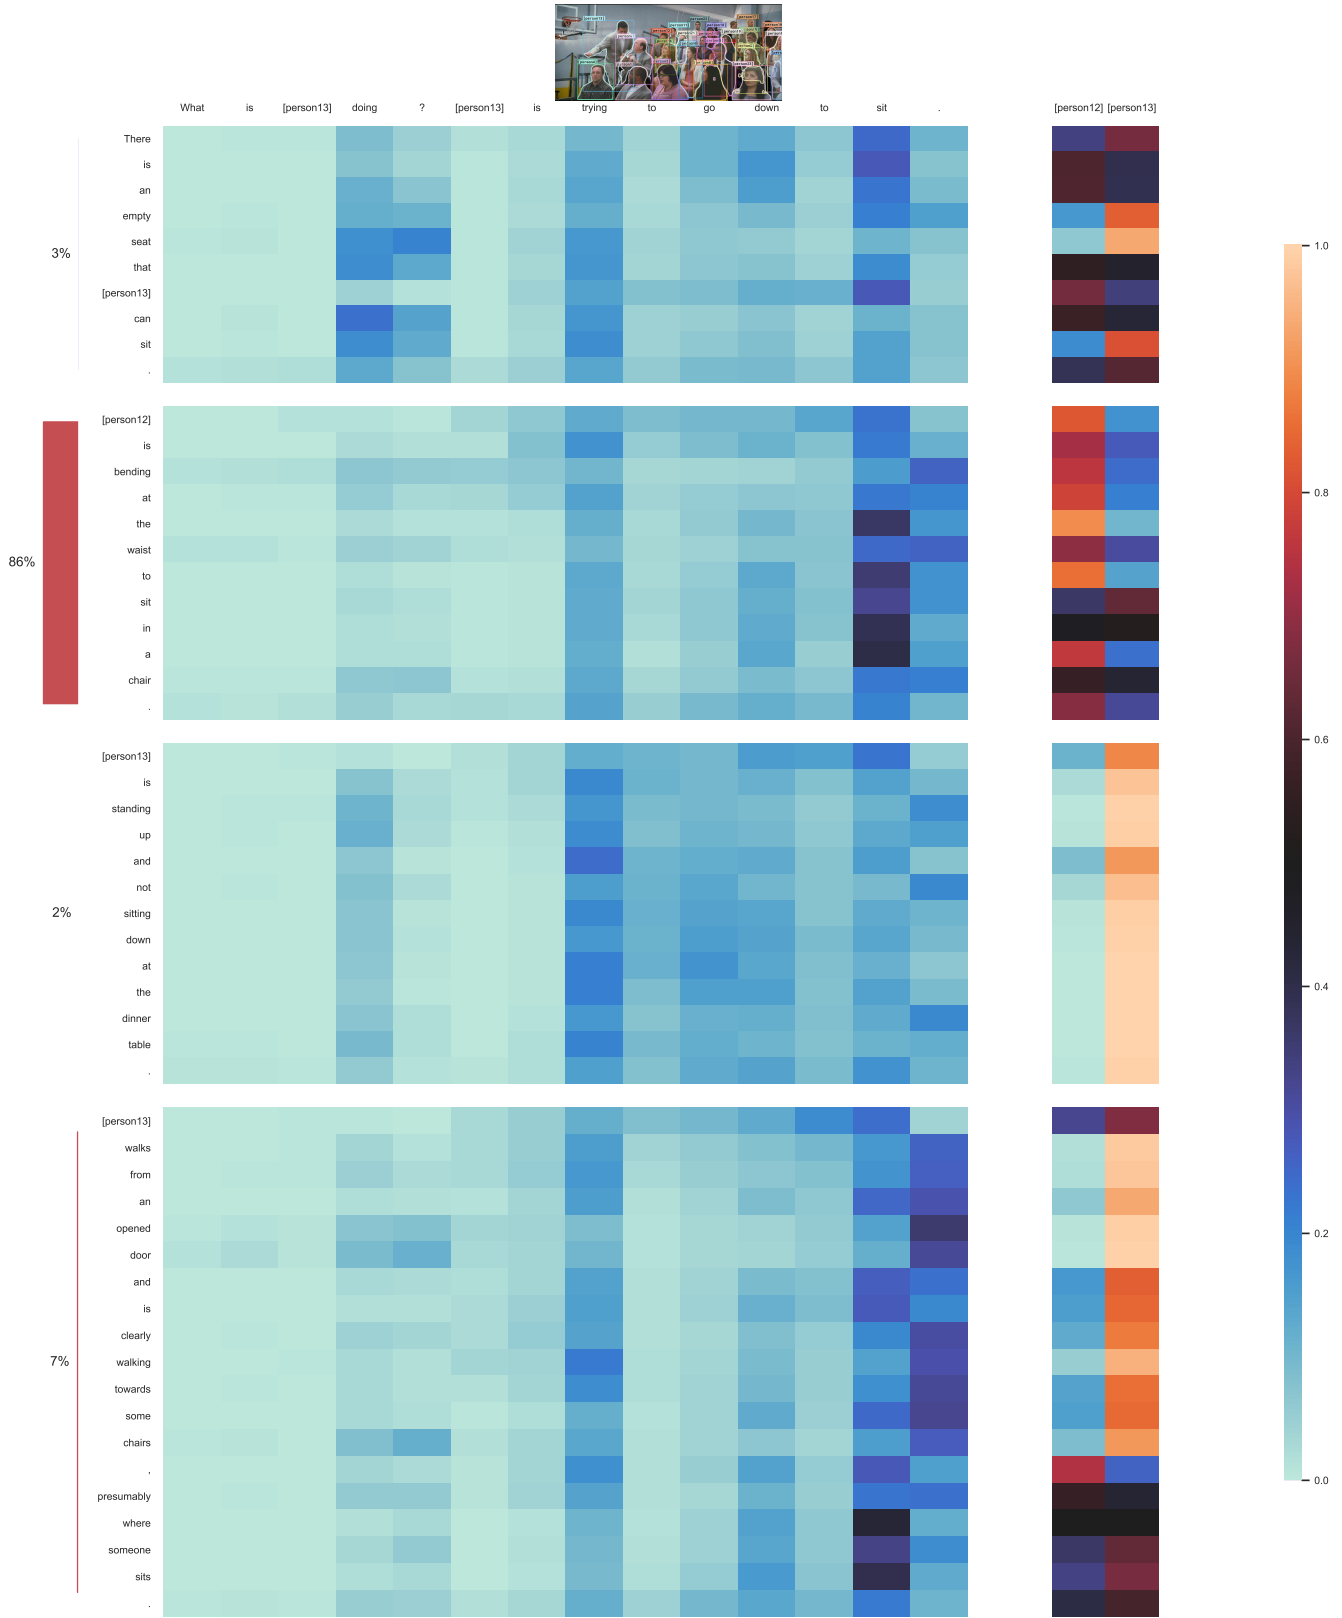 What is [person13] doing ? [person13] is trying to go down to sit . [person12] [person13]
There
is
an
empty
seat
that
[person13]
can
sit
.
3%
[person12]
is
bending
at
the
waist
to
sit
in
a
chair
.
86%
[person13]
is
standing
up
and
not
sitting
down
at
the
dinner
table
.
2%
[person13]
walks
from
an
opened
door
and
is
clearly
walking
towards
some
chairs
,
presumably
where
someone
sits
.
7%
1.0
0.8
0.6
0.4
0.2
0.0